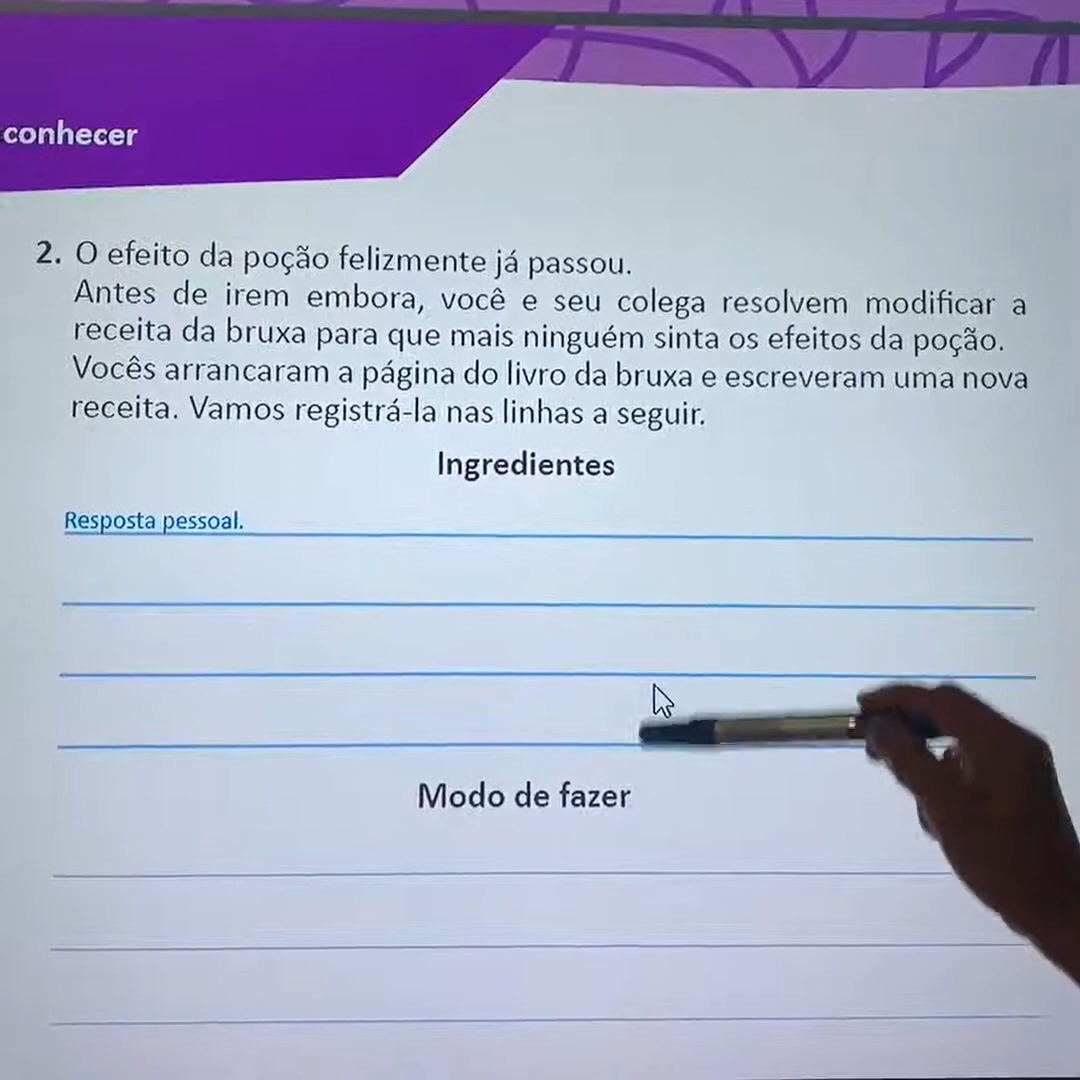 conhecer
2. O efeito da poção felizmente já passou.
Antes de irem embora, você e seu colega resolvem modificar a
receita da bruxa para que mais ninguém sinta os efeitos da poção.
Vocês arrancaram a página do livro da bruxa e escreveram uma nova
receita. Vamos registrá-la nas linhas a seguir.
Ingredientes
Resposta pessoal.
Modo de fazer